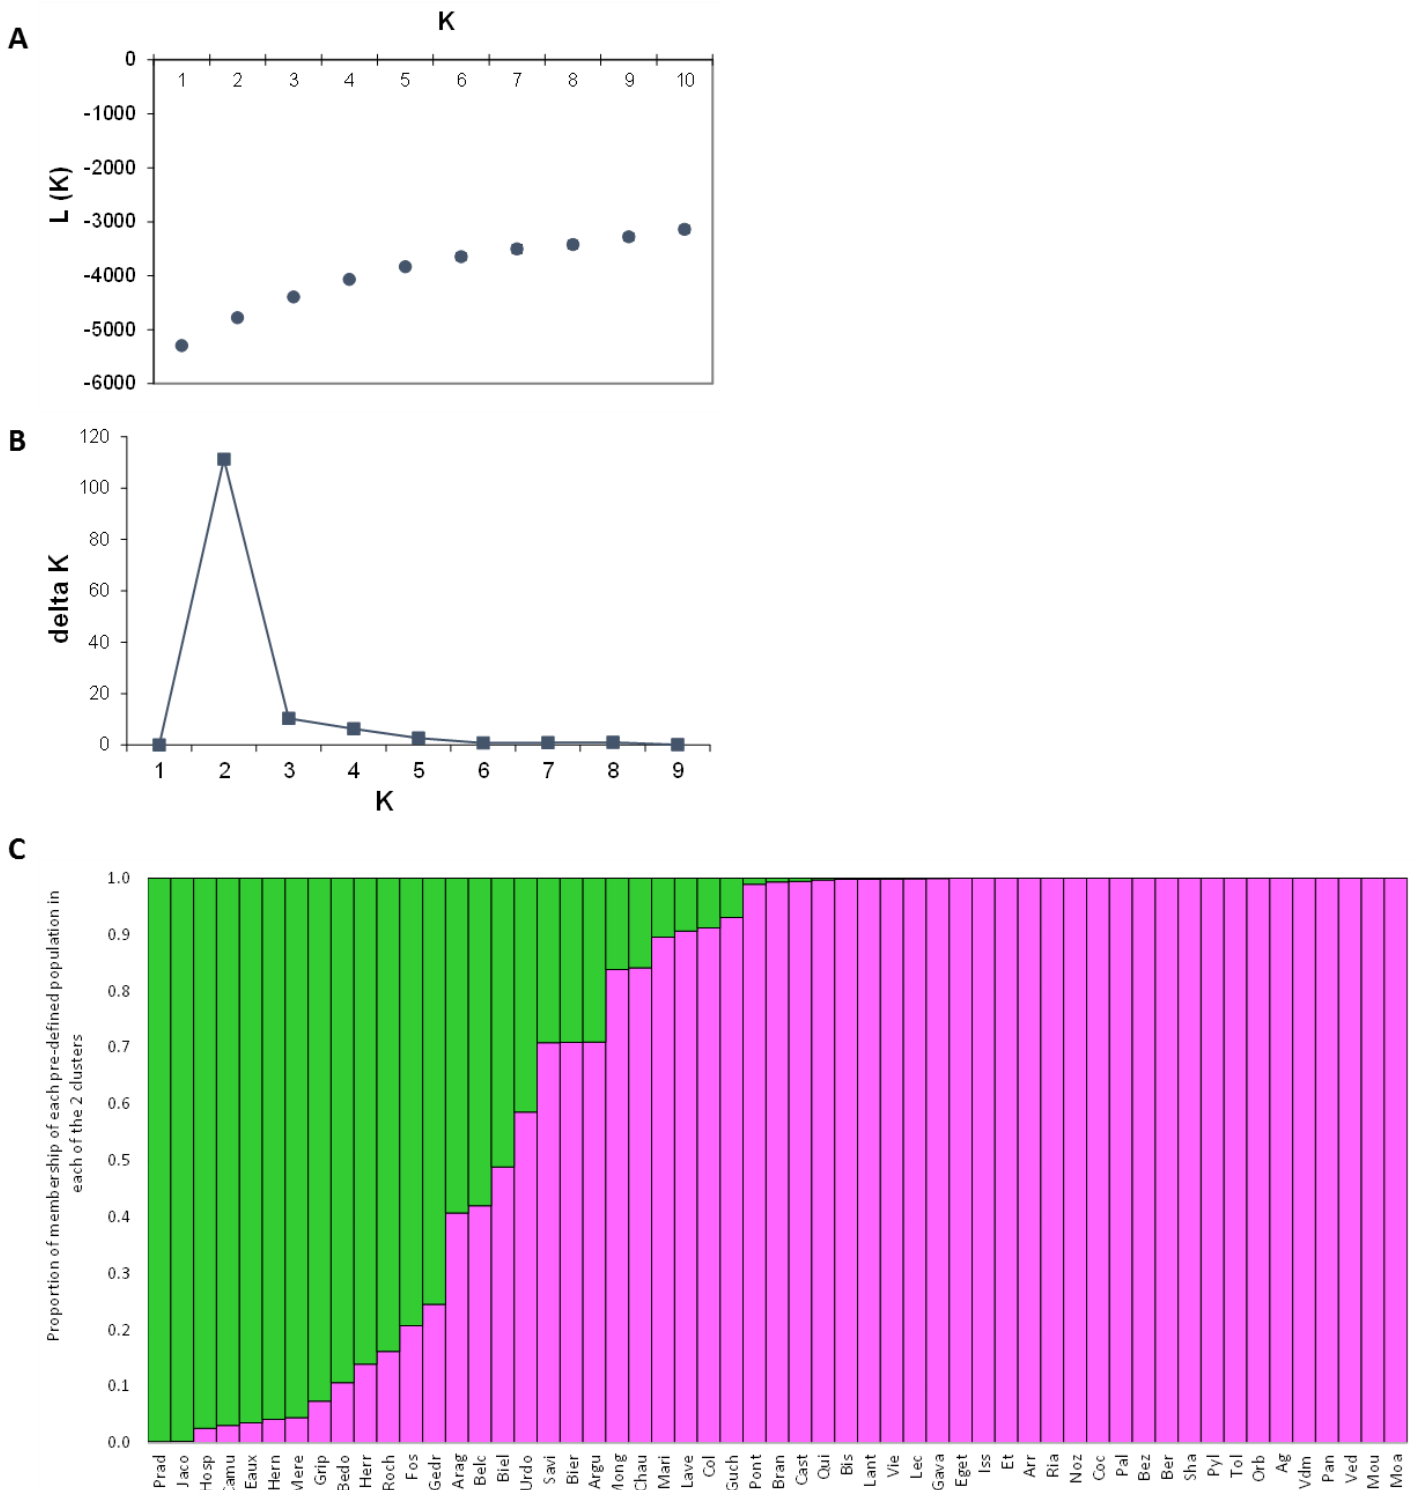 A
K
0
1 2 3 4 5 6 7 8 9 10
-1000
-2000
-3000
-4000
-5000
-6000
L (K)
B
120
100
80
60
40
20
0
delta K
1 2 3 4 5 6 7 8 9
K
C
1.0
0.9
0.8
0.7
0.6
0.5
0.4
0.3
0.2
0.1
0.0
Proportion of membership of each pre-defined population in
each of the 2 clusters
Prad Jaco Hosp Eaux Hern Mere Grip Bedo Herr Roch Fos Gedr Arag Belc Biel Urdo Savi Bier Argu Chau Mari Lave Col Guch Pont Bran Cast Qui Bis Lant Vie Lec Gava Eget Iss Et Arr Ria Noz Coc Pal Bez Ber Sha Pyl Tol Orb Ag Vdm Pan Ved Mou Moa